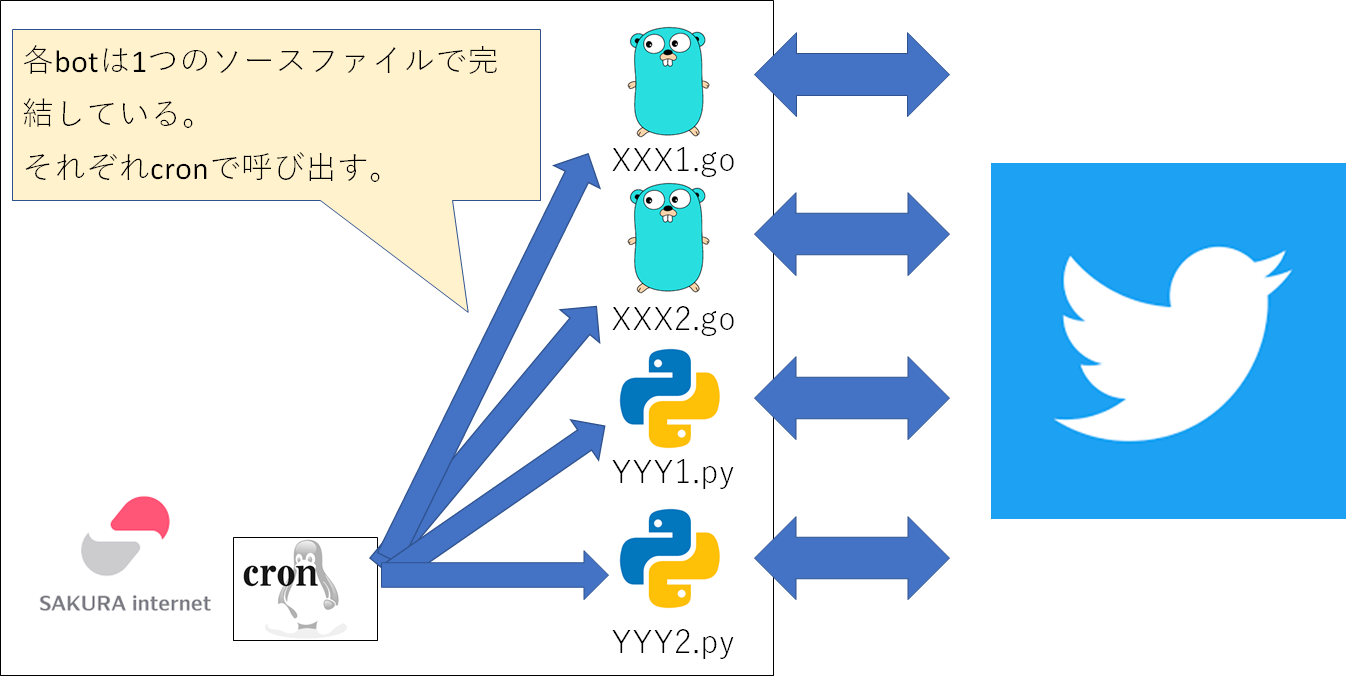 各botは1つのソースファイルで完
結している。
それぞれcronで呼び出す。
XXX1.go
XXX2.go
YYY1.py
YYY2.py
cron
SAKURA internet